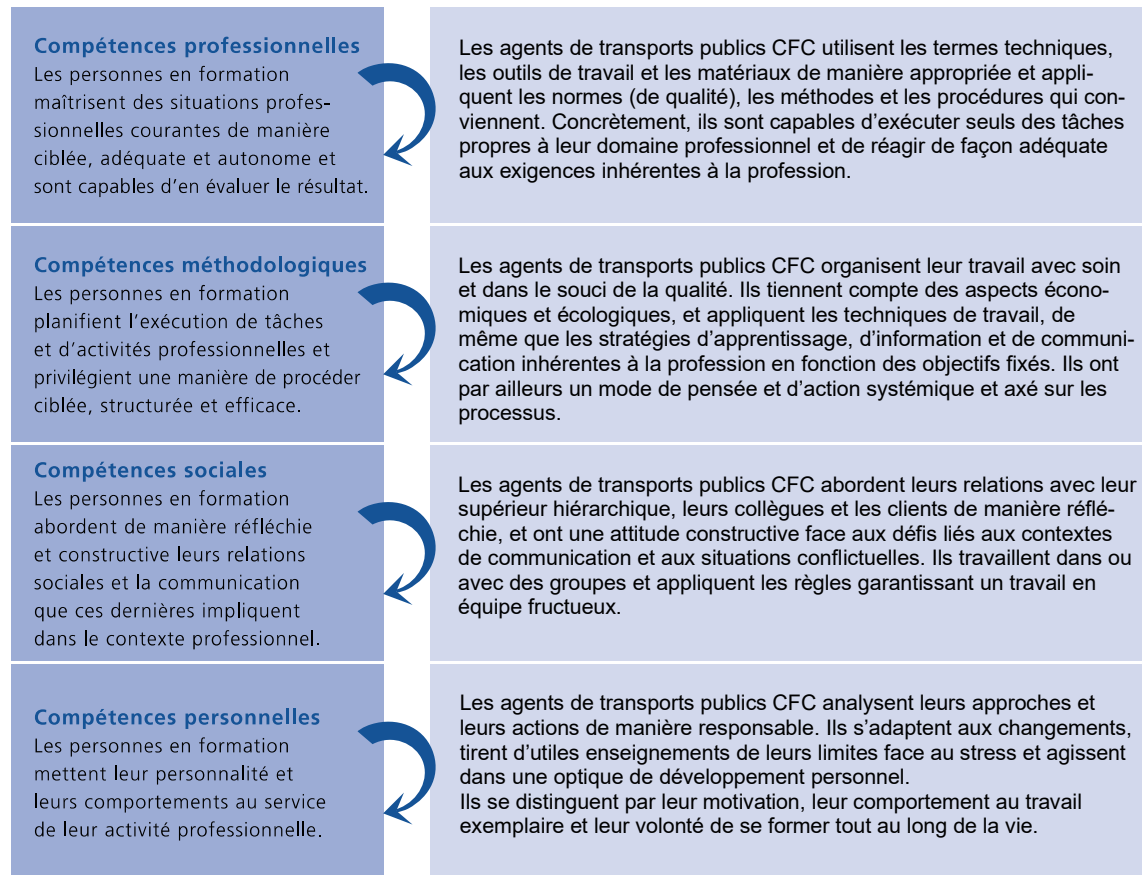 Compétences professionnelles
Les personnes en formation
maîtrisent des situations profes-
sionnelles courantes de manière
ciblée, adéquate et autonome et
sont capables d'en évaluer le résultat.
Les agents de transports publics CFC utilisent les termes techniques,
les outils de travail et les matériaux de manière appropriée et appli-
quent les normes (de qualité), les méthodes et les procédures qui con-
viennent. Concrètement, ils sont capables d'exécuter seuls des tâches
propres à leur domaine professionnel et de réagir de façon adéquate
aux exigences inhérentes à la profession.
Compétences méthodologiques
Les personnes en formation
planifient l'exécution de tâches
et d'activités professionnelles et
privilégient une manière de procéder
ciblée, structurée et efficace.
Les agents de transports publics CFC organisent leur travail avec soin
et dans le souci de la qualité. Ils tiennent compte des aspects écono-
miques et écologiques, et appliquent les techniques de travail, de
même que les stratégies d'apprentissage, d'information et de communi-
cation inhérentes à la profession en fonction des objectifs fixés. Ils ont
par ailleurs un mode de pensée et d'action systémique et axé sur les
processus.
Compétences sociales
Les personnes en formation
abordent de manière réfléchie
et constructive leurs relations
sociales et la communication
que ces dernières impliquent
dans le contexte professionnel.
Les agents de transports publics CFC abordent leurs relations avec leur
supérieur hiérarchique, leurs collègues et les clients de manière réflé-
chie, et ont une attitude constructive face aux défis liés aux contextes
de communication et aux situations conflictuelles. Ils travaillent dans ou
avec des groupes et appliquent les règles garantissant un travail en
équipe fructueux.
Compétences personnelles
Les personnes en formation
mettent leur personnalité et
leurs comportements au service
de leur activité professionnelle.
Les agents de transports publics CFC analysent leurs approches et
leurs actions de manière responsable. Ils s'adaptent aux changements,
tirent d'utiles enseignements de leurs limites face au stress et agissent
dans une optique de développement personnel.
Ils se distinguent par leur motivation, leur comportement au travail
exemplaire et leur volonté de se former tout au long de la vie.